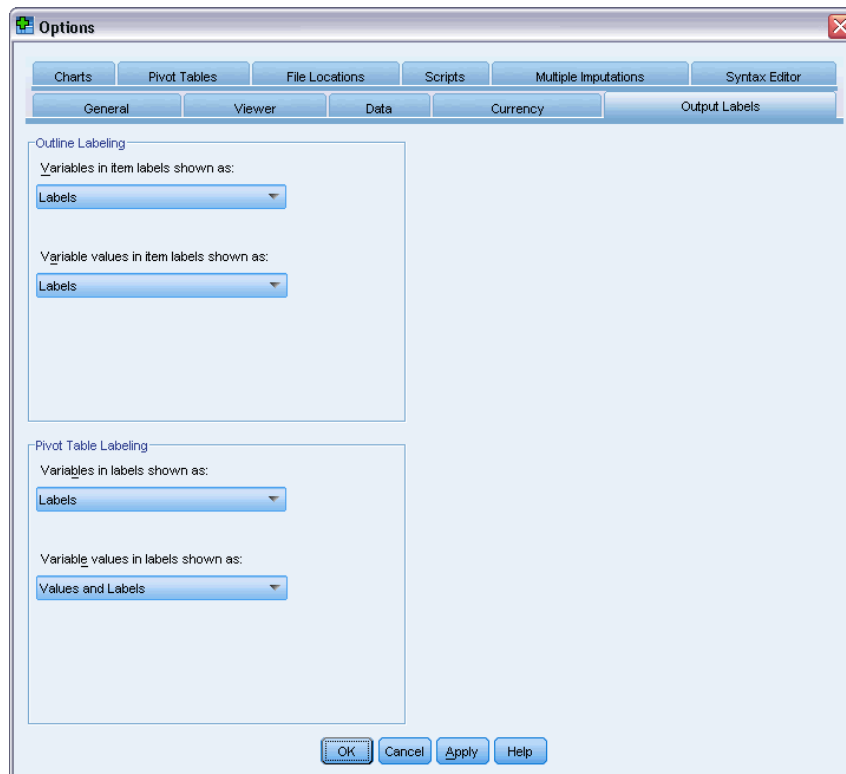 Options
Charts Pivot Tables File Locations Scripts Multiple Imputations Syntax Editor
General Viewer Data Currency Output Labels
Outline Labeling
Variables in item labels shown as:
Labels
Variable values in item labels shown as:
Labels
Pivot Table Labeling
Variables in labels shown as:
Labels
Variable values in labels shown as:
Values and Labels
OK Cancel Apply Help